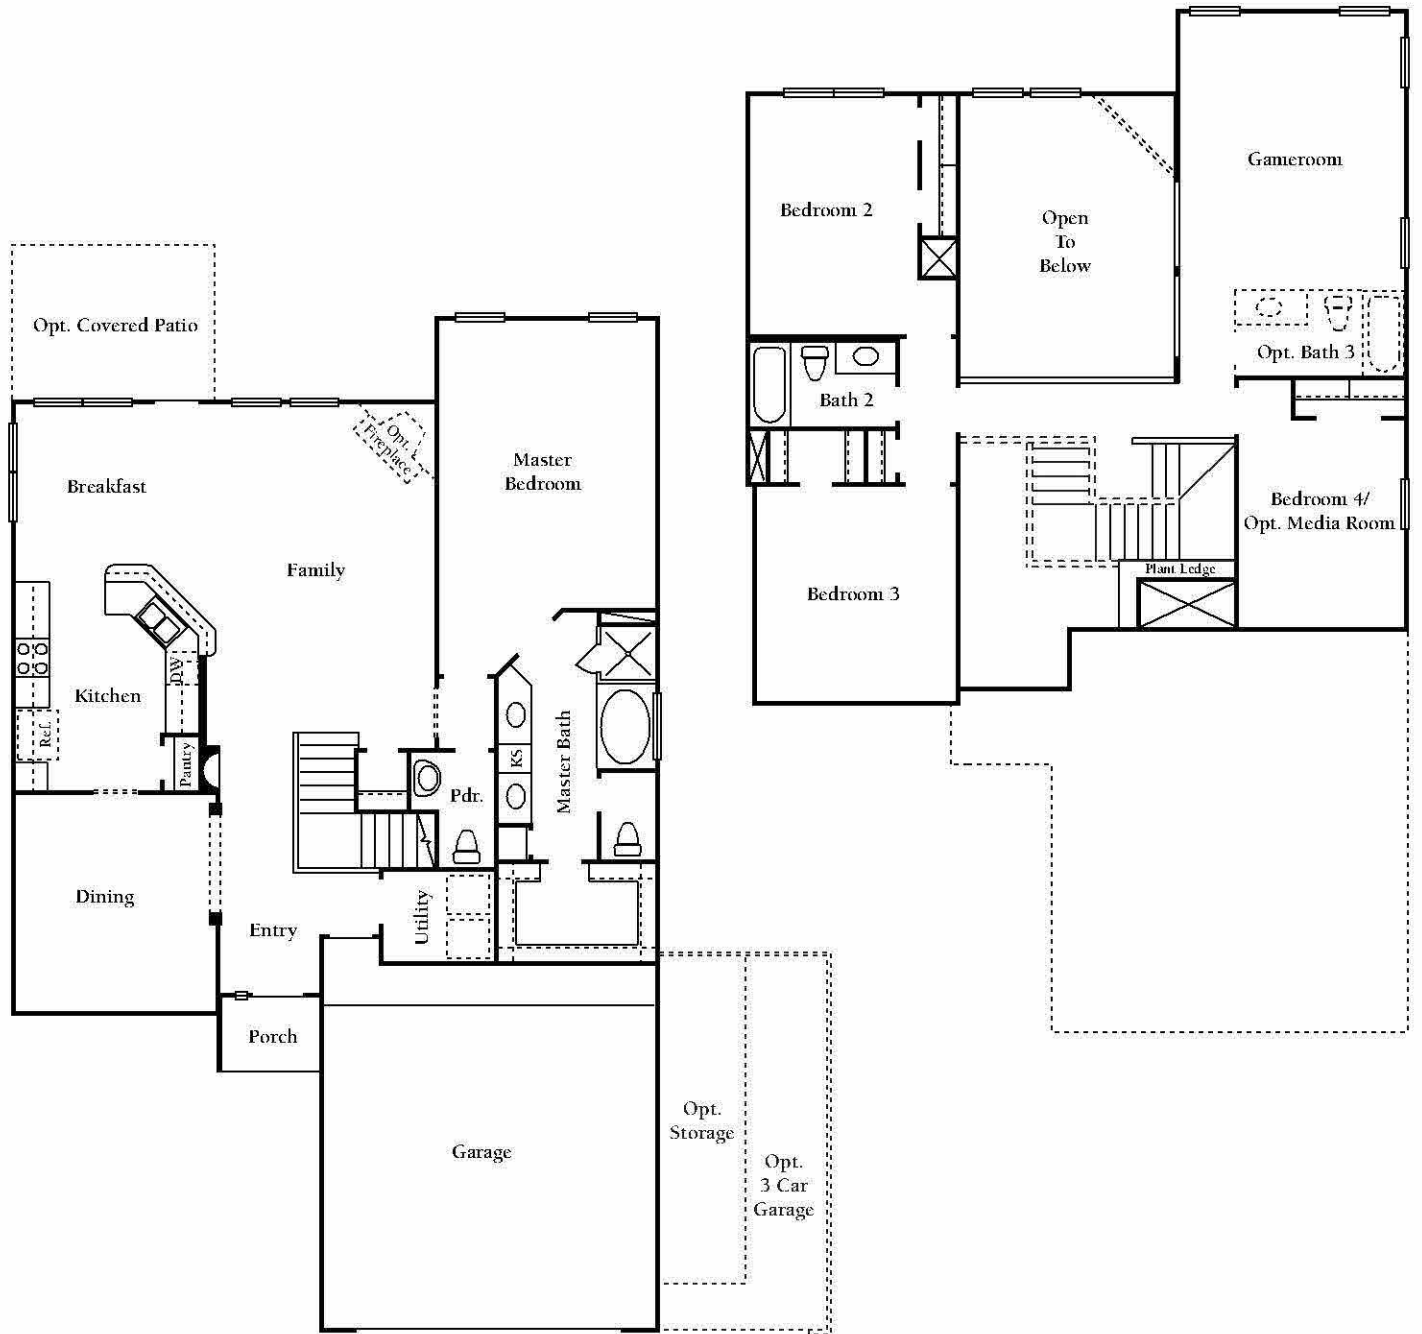 Opt. Covered Patio
Opt.
Fireplace
Breakfast
Master
Bedroom
Family
Kitchen
DW
Ref.
Pantry
KS
Master Bath
Pdr.
Dining
Entry
Utility
Porch
Garage
Opt.
Storage
Opt.
3 Car
Garage
Gameroom
Bedroom 2
Open
To
Below
Opt. Bath 3
Bath 2
Bedroom 4/
Opt. Media Room
Plant Ledge
Bedroom 3